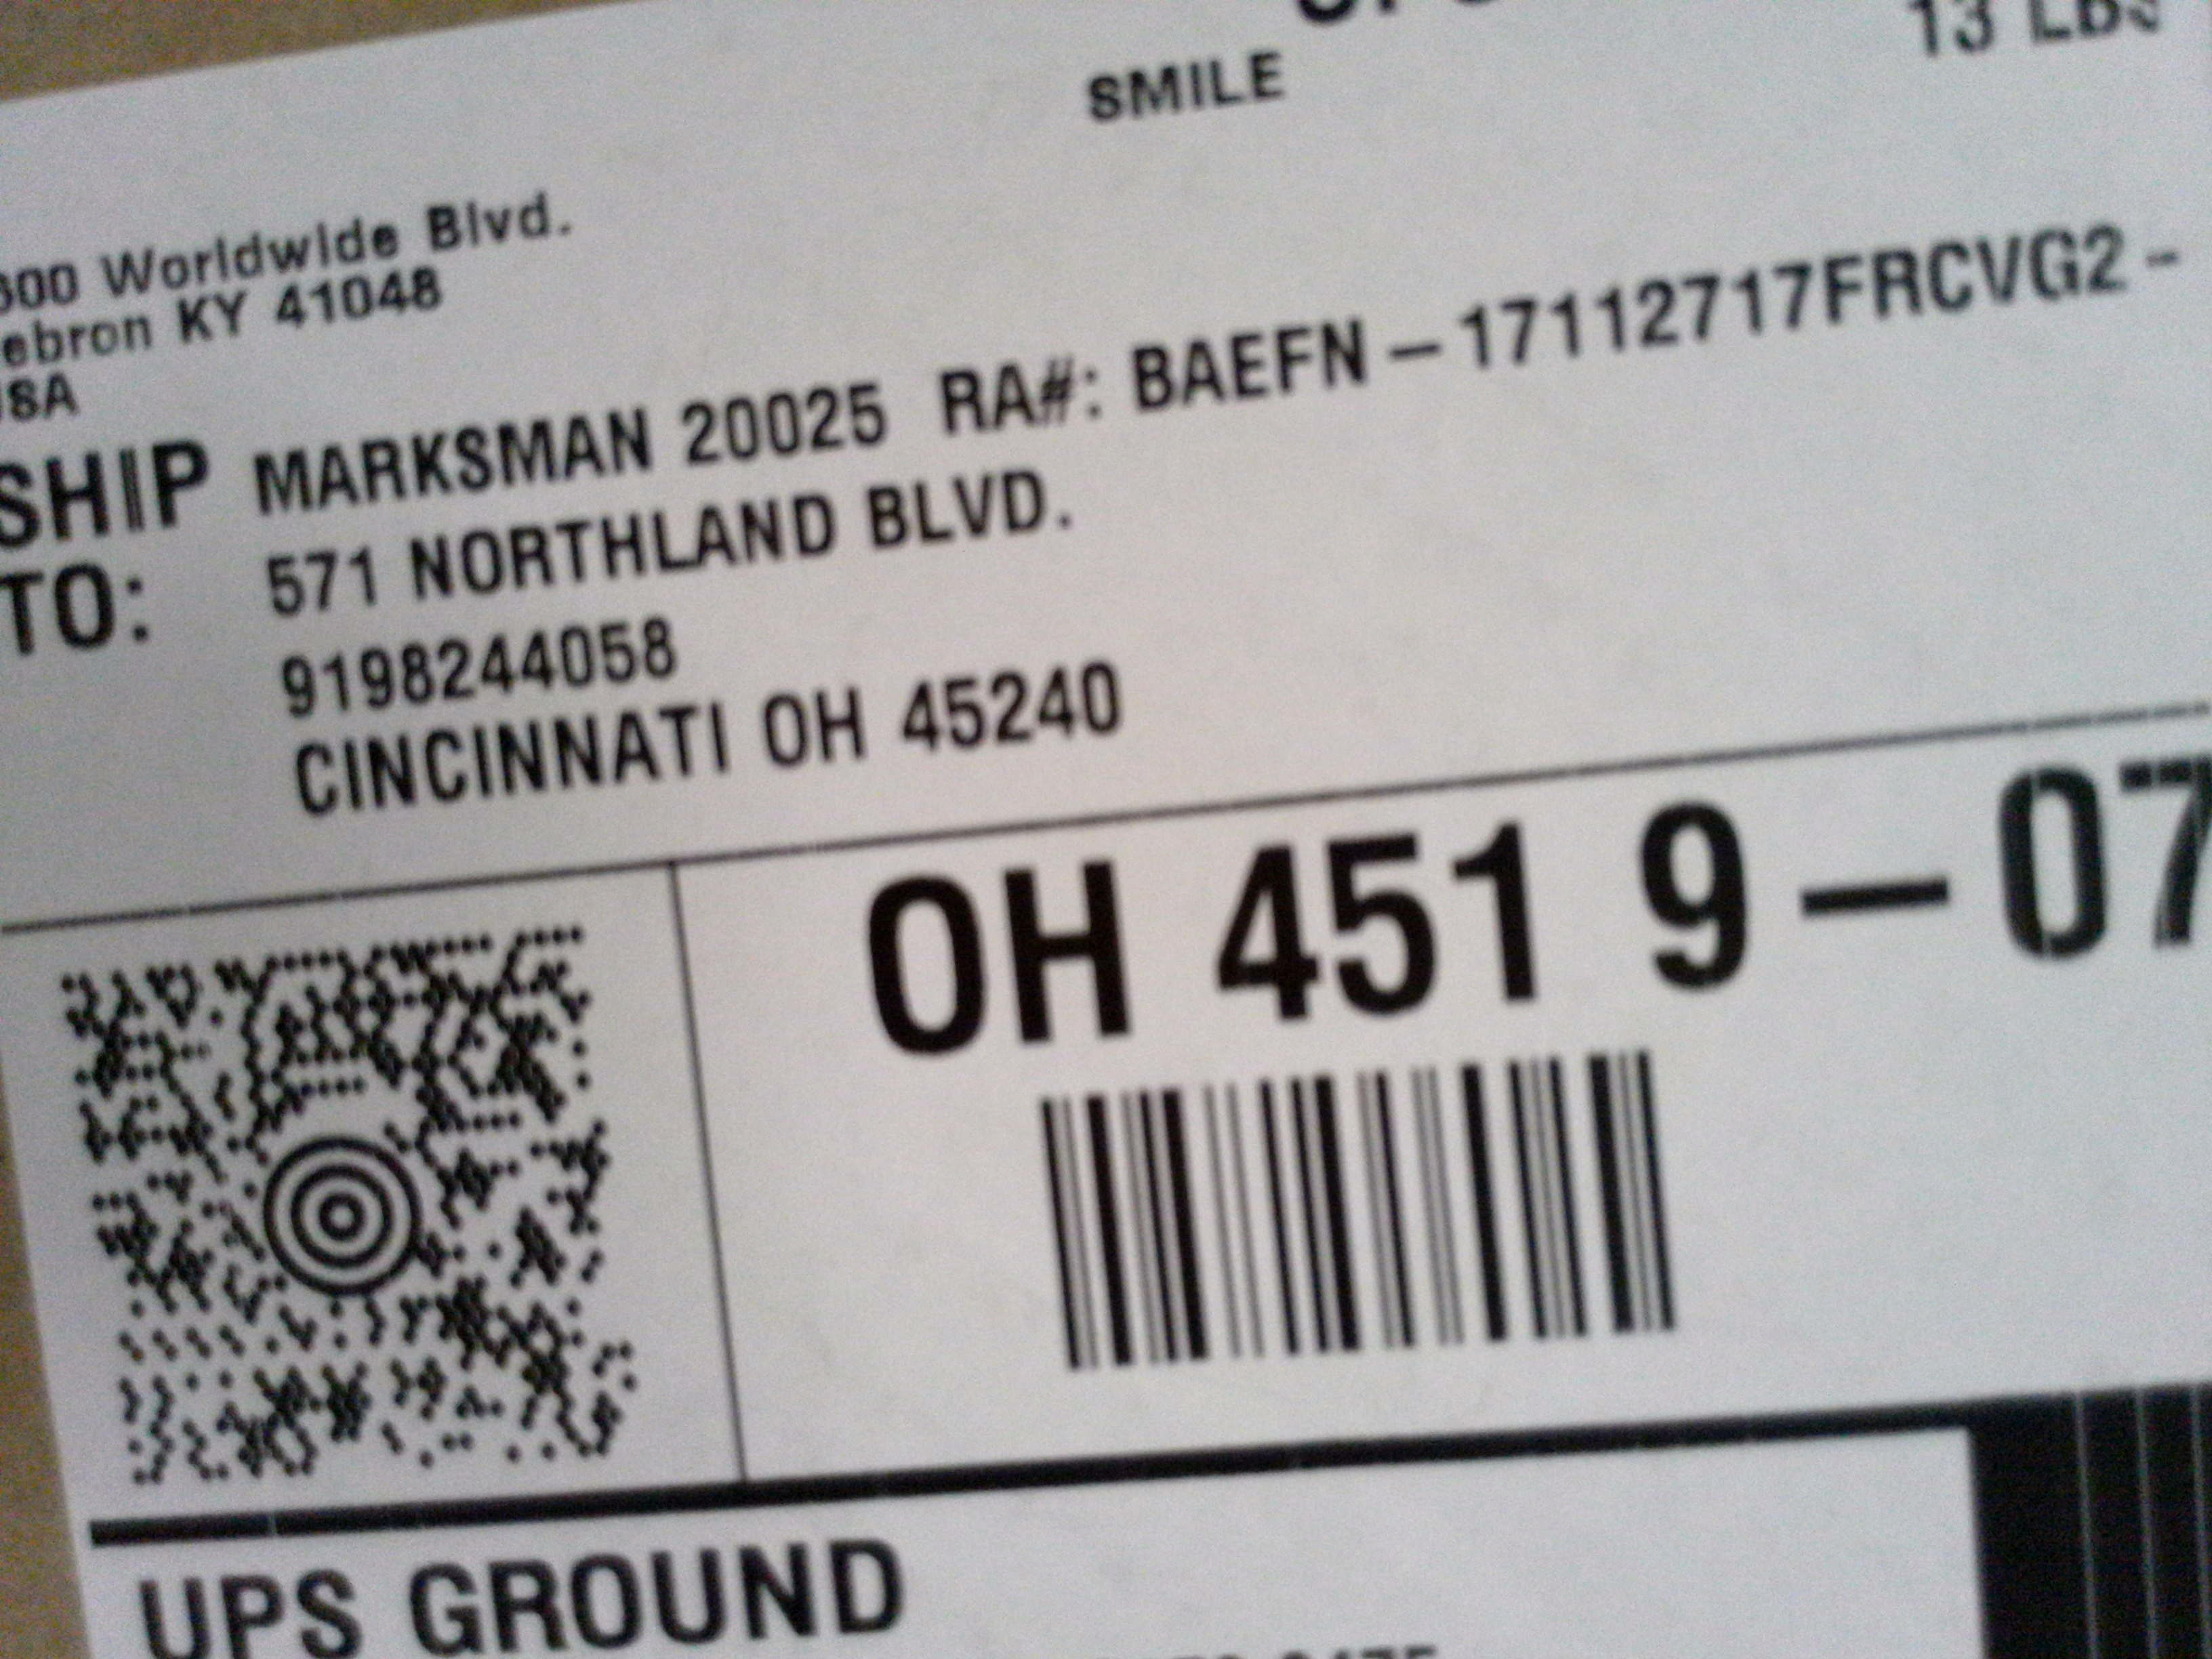 SMILE
13 LBS
Worldwide Blvd.
KY 41048
SHIP TO:
MARKSMAN 20025 RA#: BAEFN-17112717FRCVG2-
571 NORTHLAND BLVD.
9198244058
CINCINNATI OH 45240
OH 451 9-07
UPS GROUND